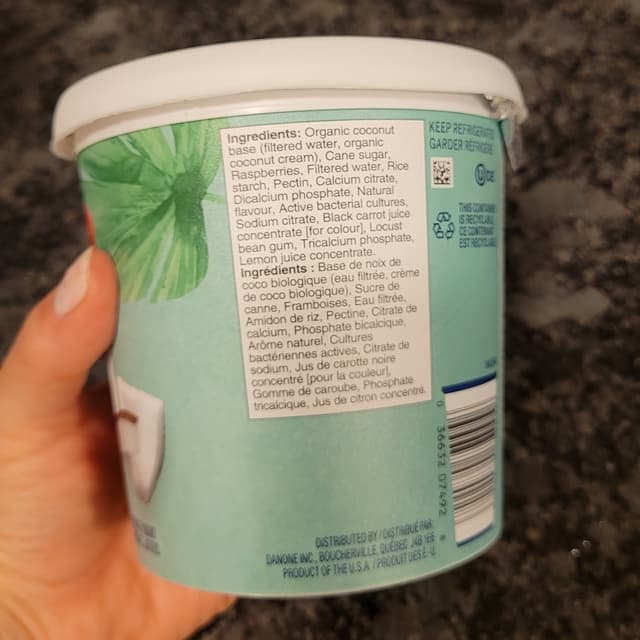 Ingredients: Organic coconut
base (filtered water, organic
coconut cream), Cane sugar,
Raspberries, Filtered water, Rice
starch, Pectin, Calcium citrate,
Dicalcium phosphate, Natural
flavour, Active bacterial cultures,
Sodium citrate, Black carrot juice
concentrate [for colour], Locust
bean gum, Tricalcium phosphate,
Lemon juice concentrate.
Ingrédients : Base de noix de
coco biologique (eau filtrée, crème
de coco biologique), Sucre de
canne, Framboises, Eau filtrée,
Amidon de riz, Pectine, Citrate de
calcium, Phosphate bicalcique,
Arôme naturel, Cultures
bactériennes actives, Citrate de
sodium, Jus de carotte noire
concentré [pour la couleur],
Gomme de caroube, Phosphate
tricalcique, Jus de citron concentré.
KEEP REFRIGERATED
GARDER RÉFRIGÉRÉ
THIS CONTAINER
IS RECYCLABLE
CE CONTENANT
EST RECYCLABLE
0 36632 07492
DISTRIBUTED BY / DISTRIBUÉ PAR:
DANONE INC., BOUCHERVILLE, QUÉBEC J4B 1E6
PRODUCT OF THE U.S.A. / PRODUIT DES É.-U.